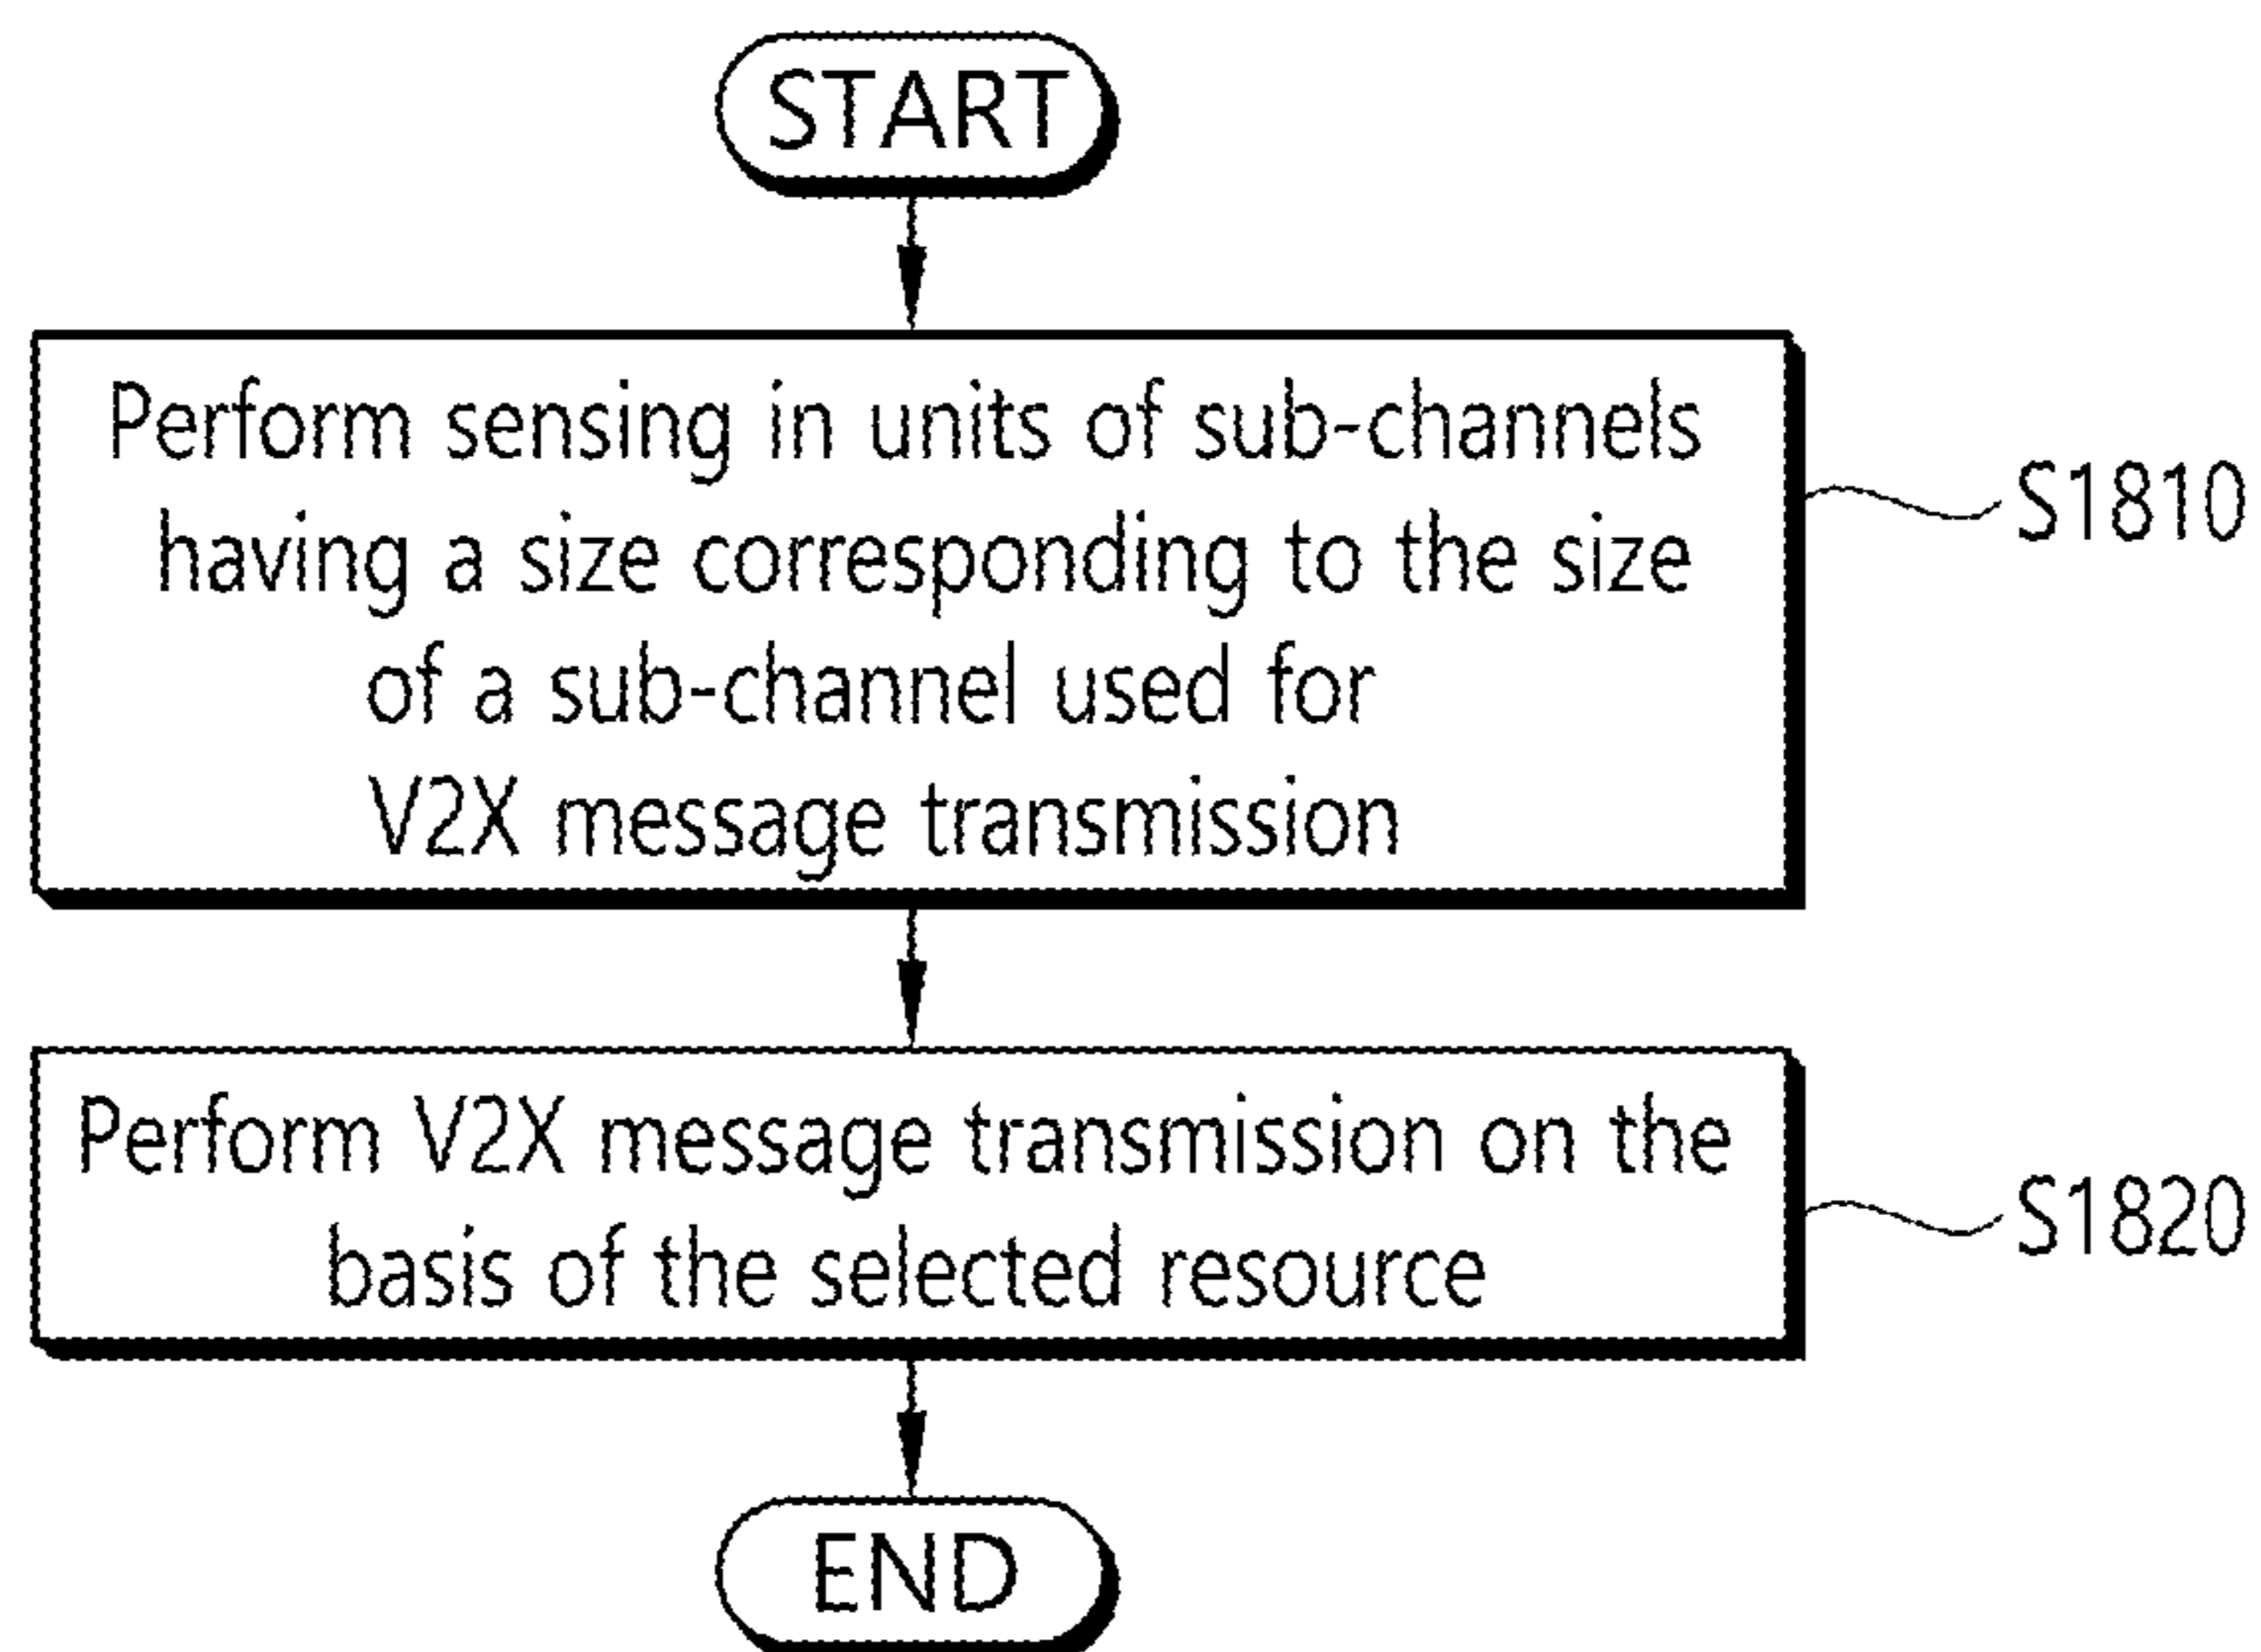 START
Perform sensing in units of sub-channels
having a size corresponding to the size
of a sub-channel used for
V2X message transmission
S1810
Perform V2X message transmission on the
basis of the selected resource
S1820
END